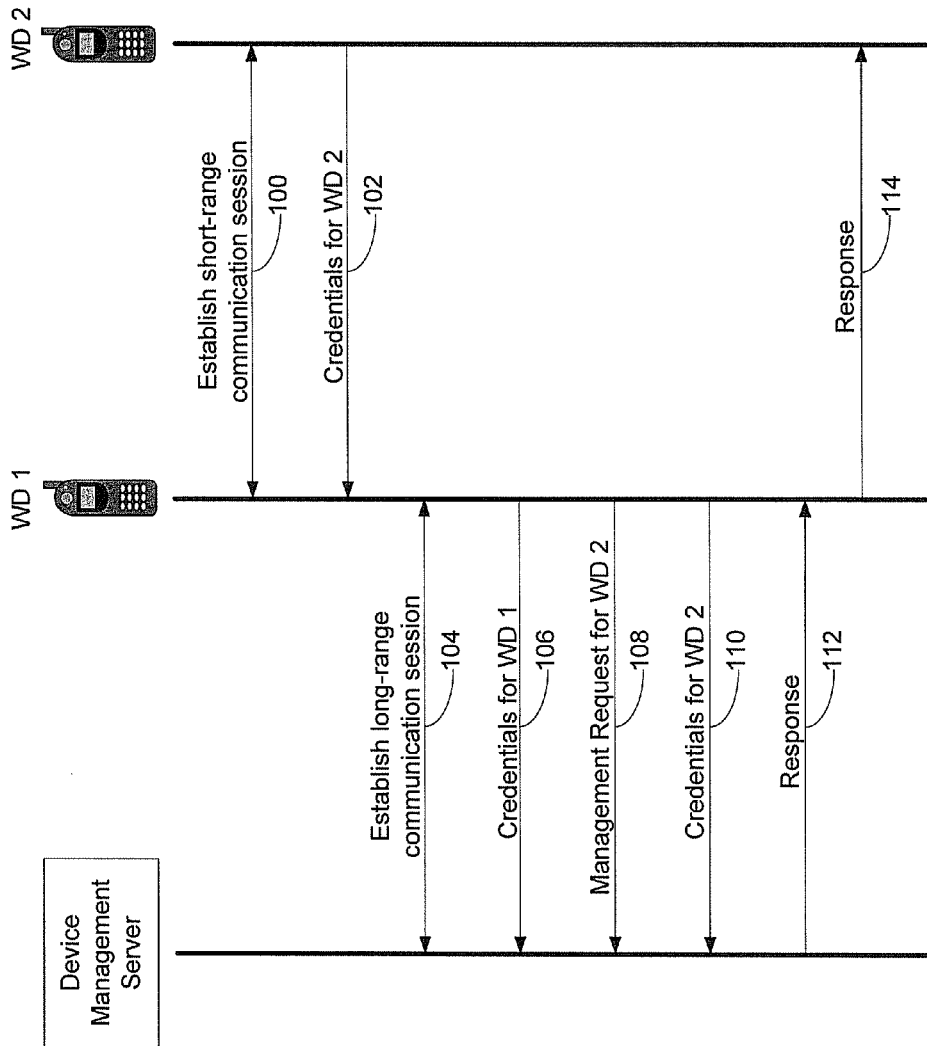 Device
Management
Server
WD 1
WD 2
Establish short-range
communication session
100
Credentials for WD 2
102
Establish long-range
communication session
104
Credentials for WD 1
106
Management Request for WD 2
108
Credentials for WD 2
110
Response
112
Response
114